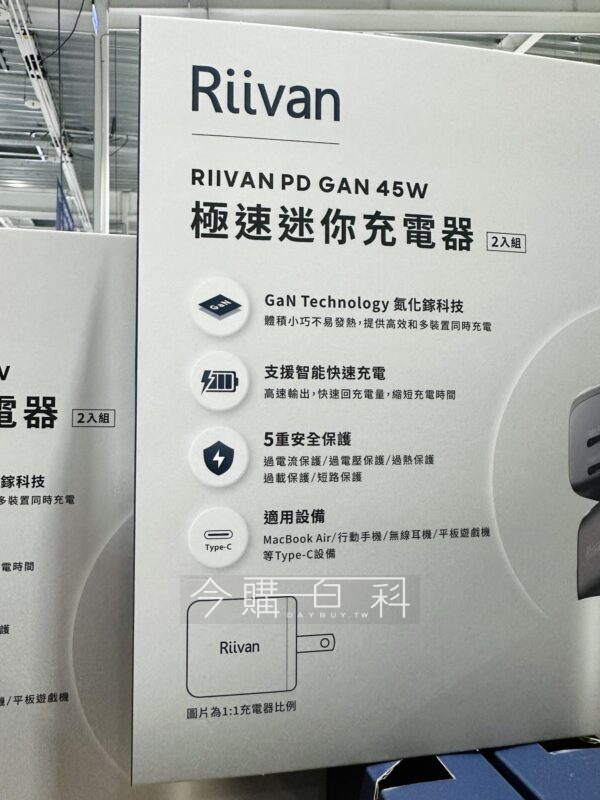 Riivan
RIIVAN PD GAN 45W
極速迷你充電器 2入組
GaN
GaN Technology 氮化鎵科技
體積小巧不易發熱，提供高效和多裝置同時充電
支援智能快速充電
高速輸出，快速回充電量，縮短充電時間
5重安全保護
過電流保護/過電壓保護/過熱保護
過載保護/短路保護
Type-C
適用設備
MacBook Air/行動手機/無線耳機/平板遊戲機
等Type-C設備
今購百科
DAYBUY.TW
Riivan
圖片為1:1充電器比例
電器 2入組
鎵科技
多裝置同時充電
電時間
護
機/平板遊戲機